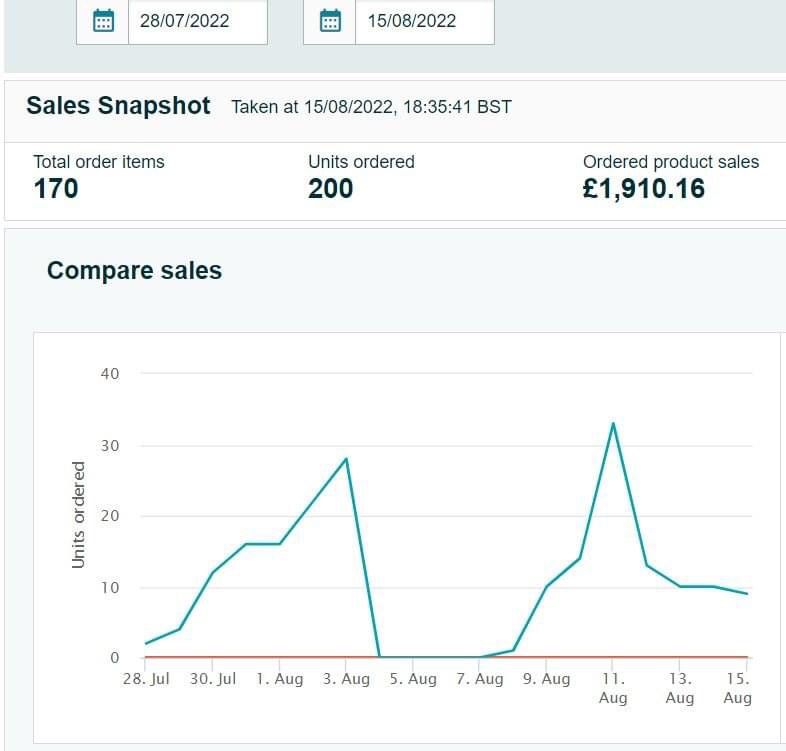 28/07/2022 15/08/2022
Sales Snapshot Taken at 15/08/2022, 18:35:41 BST
Total order items Units ordered Ordered product sales
170 200 £1,910.16
Compare sales
Units ordered
40
30
20
10
0
28. Jul 30. Jul 1. Aug 3. Aug 5. Aug 7. Aug 9. Aug 11. Aug 13. Aug 15. Aug